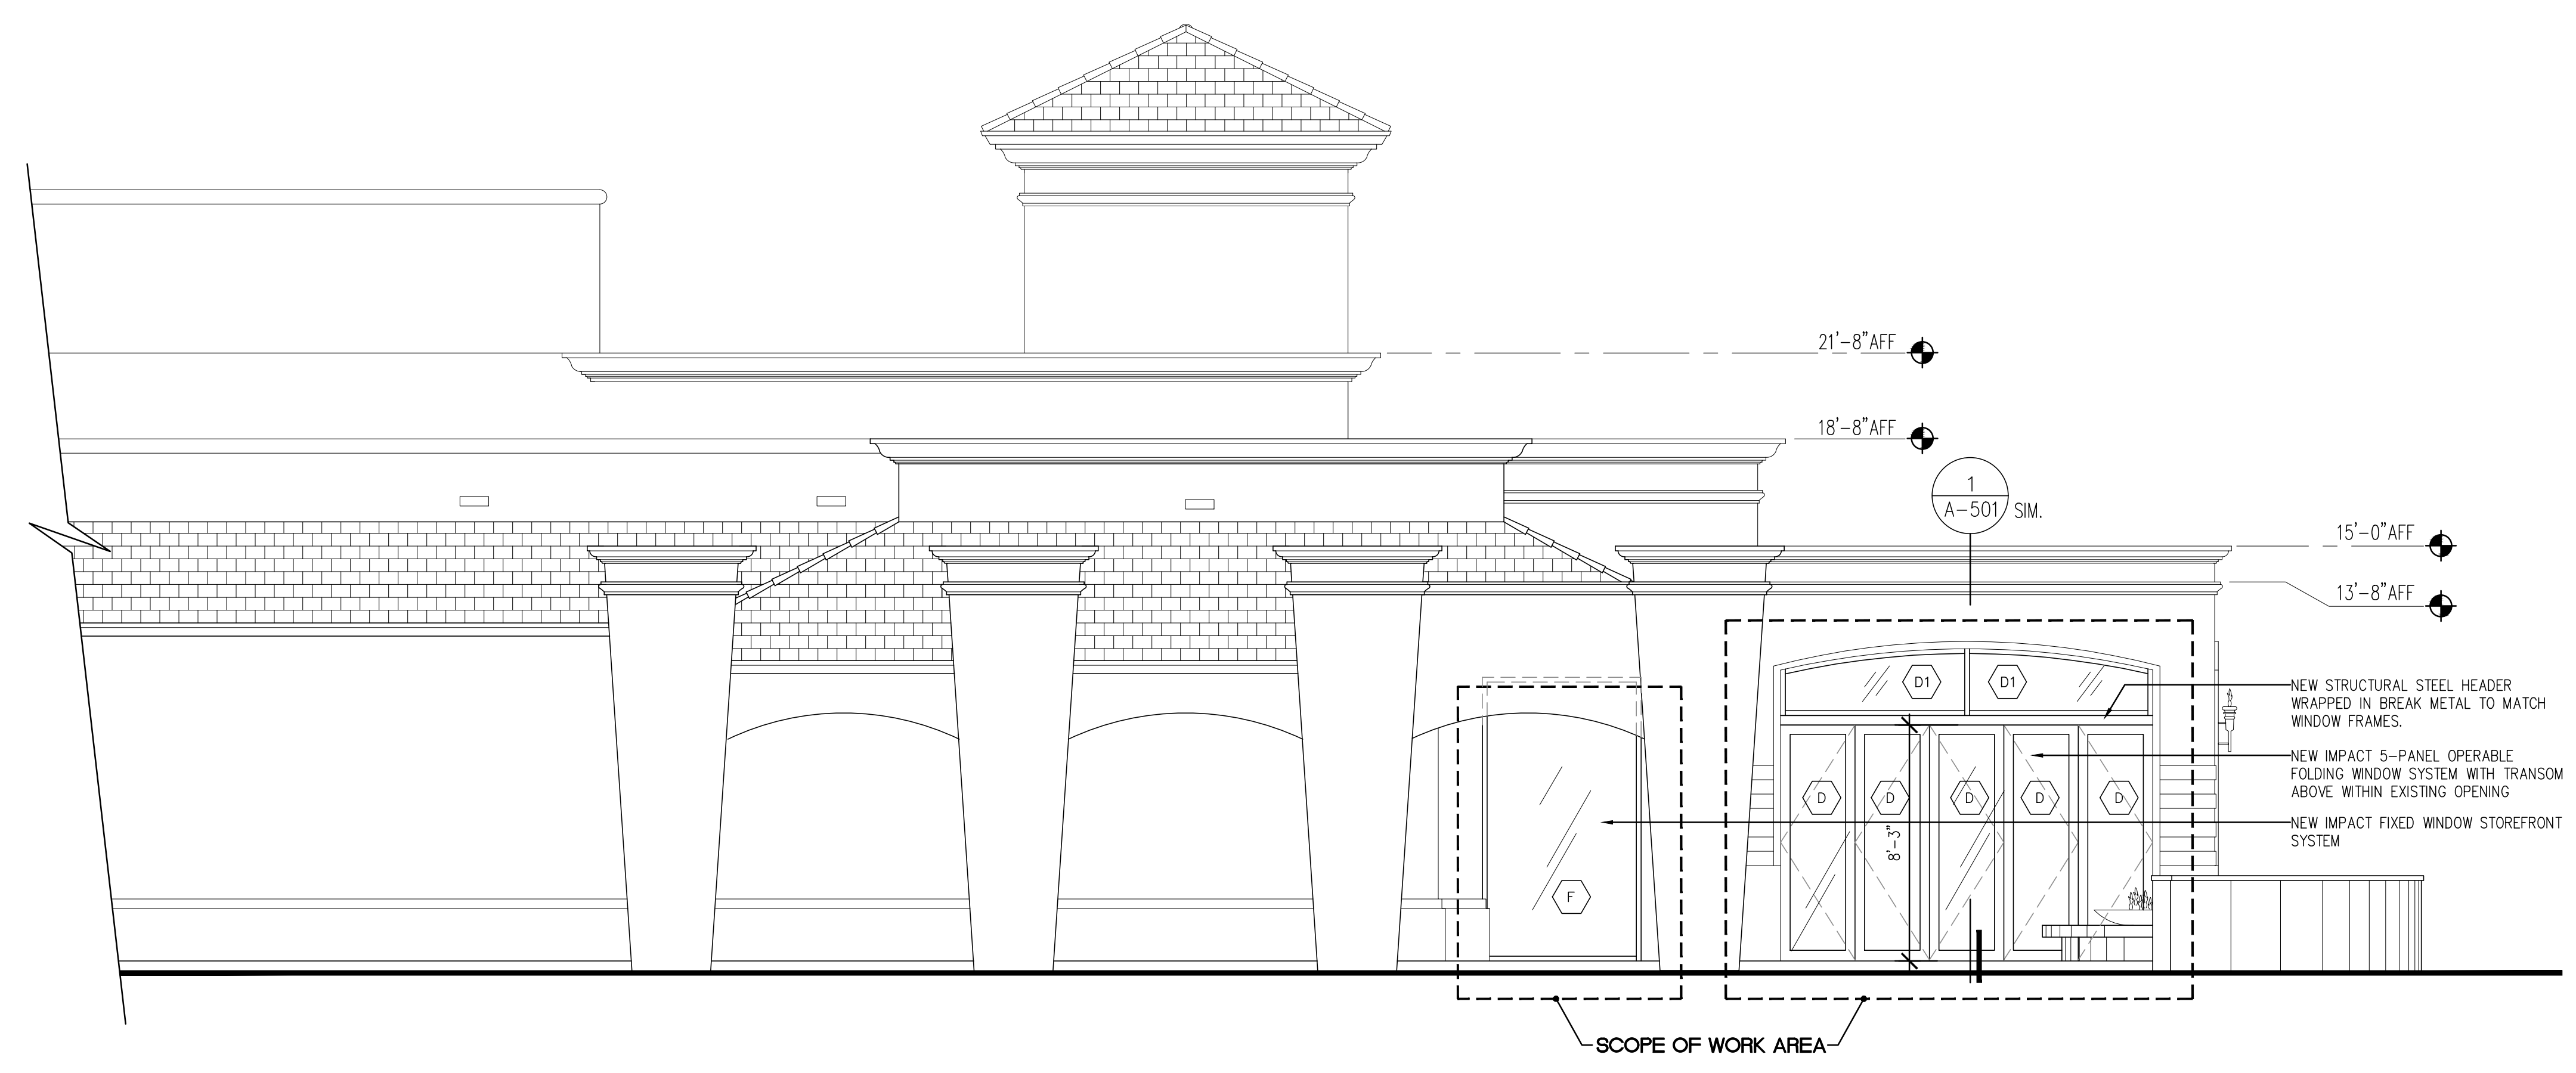 21'-8"AFF
18'-8"AFF
1
A-501 SIM.
15'-0"AFF
13'-8"AFF
D1 D1
NEW STRUCTURAL STEEL HEADER
WRAPPED IN BREAK METAL TO MATCH
WINDOW FRAMES.
NEW IMPACT 5-PANEL OPERABLE
FOLDING WINDOW SYSTEM WITH TRANSOM
ABOVE WITHIN EXISTING OPENING
D D D D D
NEW IMPACT FIXED WINDOW STOREFRONT
SYSTEM
8'-3"
F
SCOPE OF WORK AREA